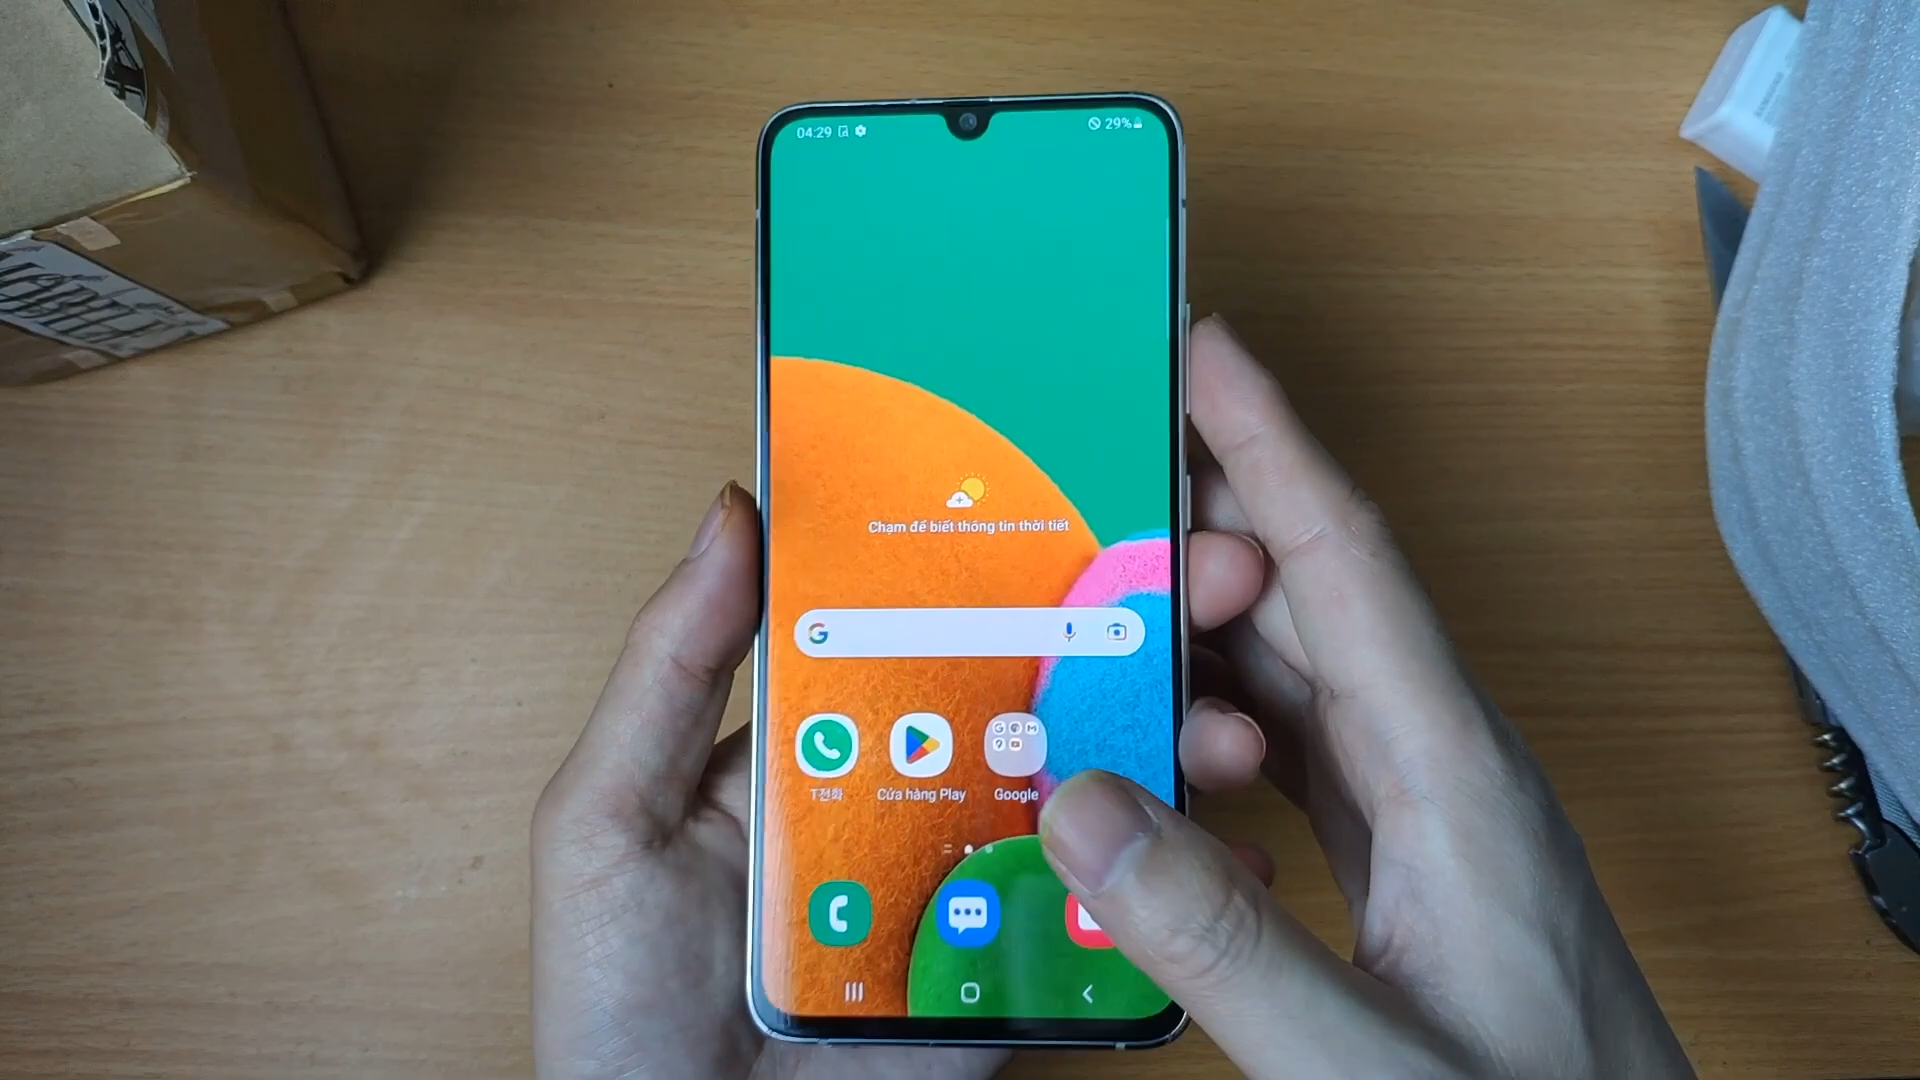 04:29
29%
Chạm để biết thông tin thời tiết
G
T전화
Cửa hàng Play
Google